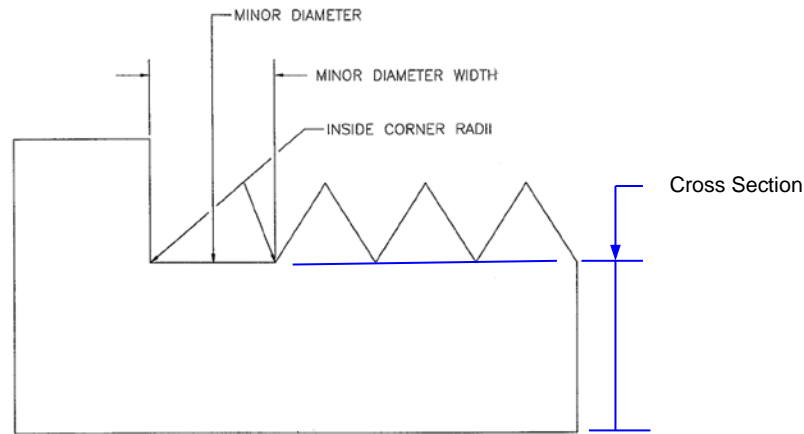 MINOR DIAMETER
MINOR DIAMETER WIDTH
INSIDE CORNER RADII
Cross Section